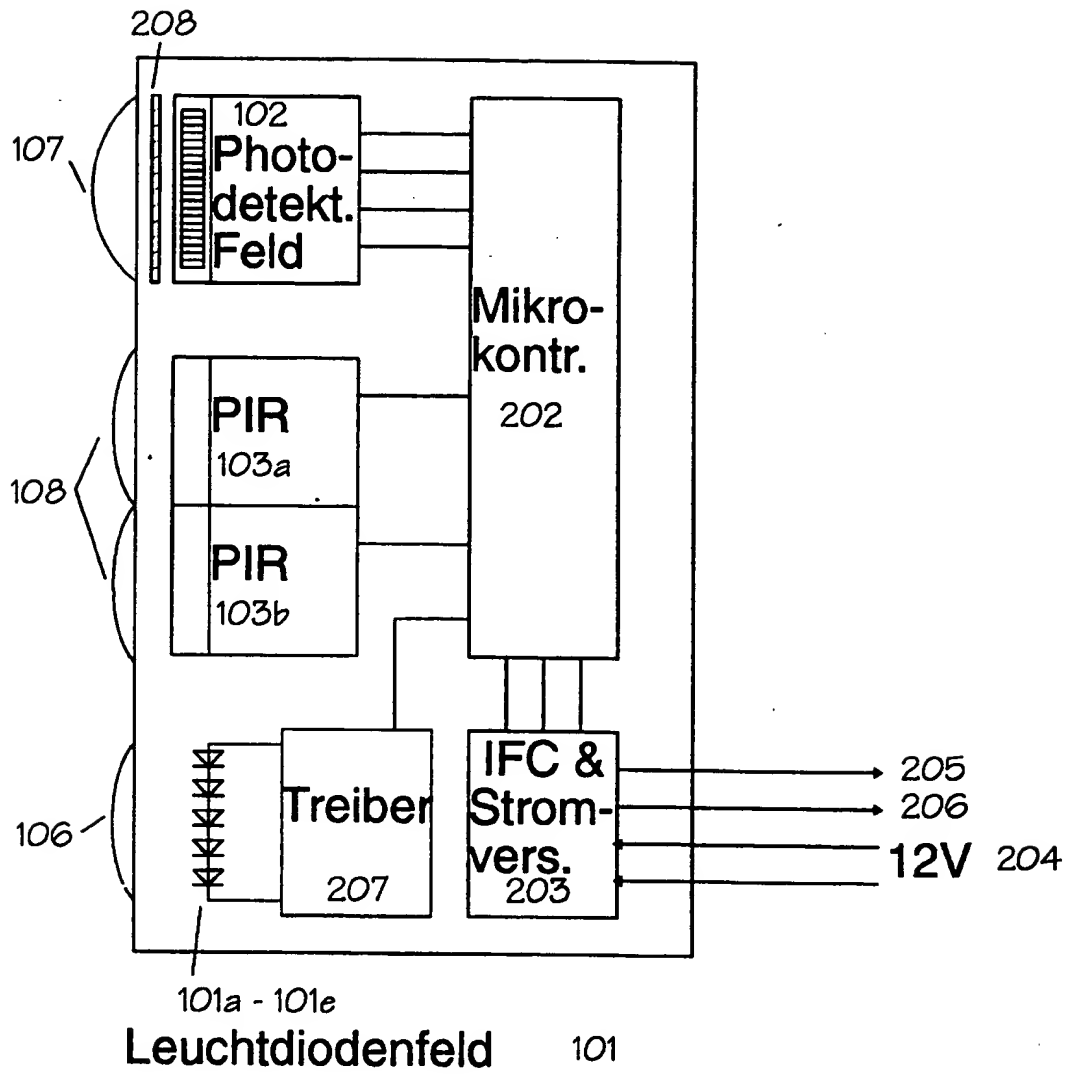 208
107
102
Photo-
detekt.
Feld
Mikro-
kontr.
202
PIR
103a
108
PIR
103b
106
Treiber
207
IFC &
Strom-
vers.
203
205
206
12V 204
101a - 101e
Leuchtdiodenfeld 101